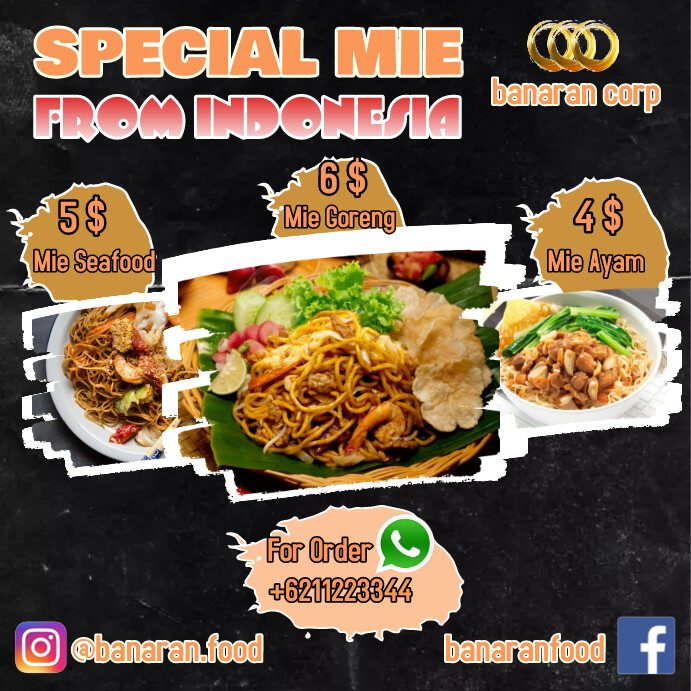 SPECIAL MIE
FROM INDONESIA
banaran corp
5 $
Mie Seafood
6 $
Mie Goreng
4 $
Mie Ayam
For Order
+6211223344
@banaran.food
banaranfood
f